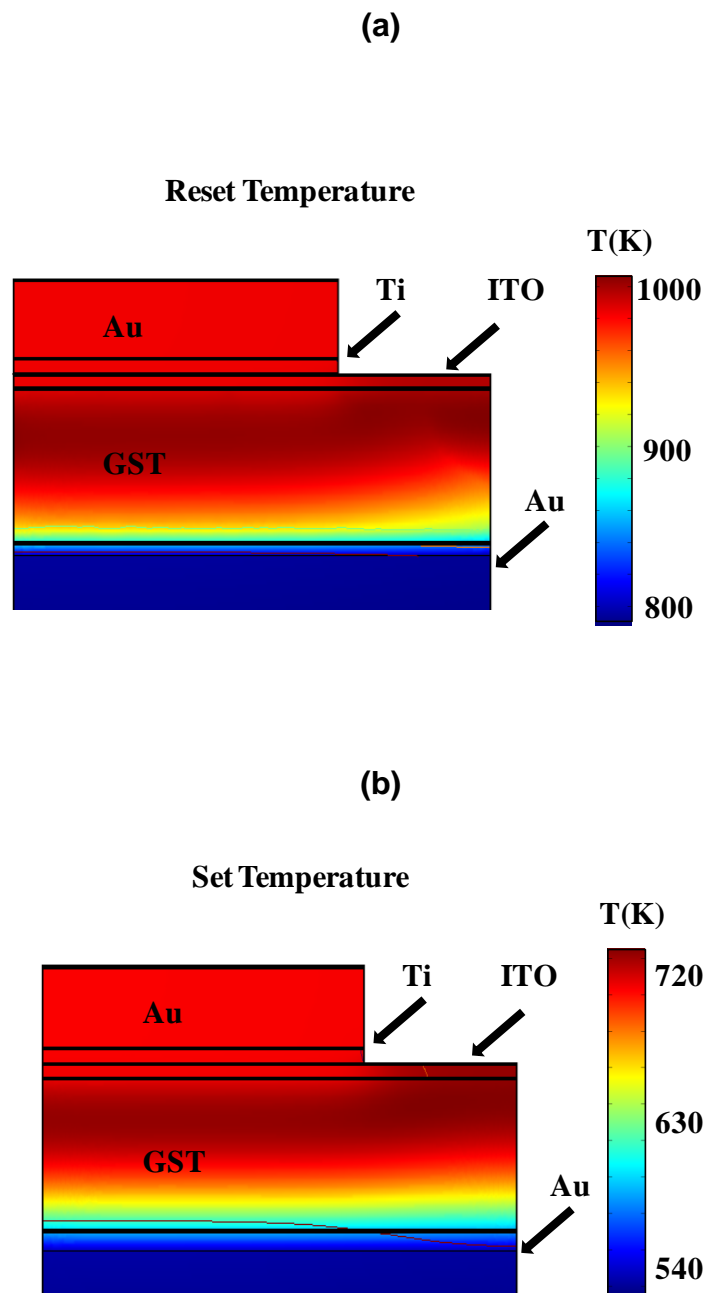 (a)
Reset Temperature
T(K)
Ti
ITO
1000
Au
900
GST
Au
800
(b)
Set Temperature
T(K)
Ti
ITO
720
Au
630
GST
Au
540